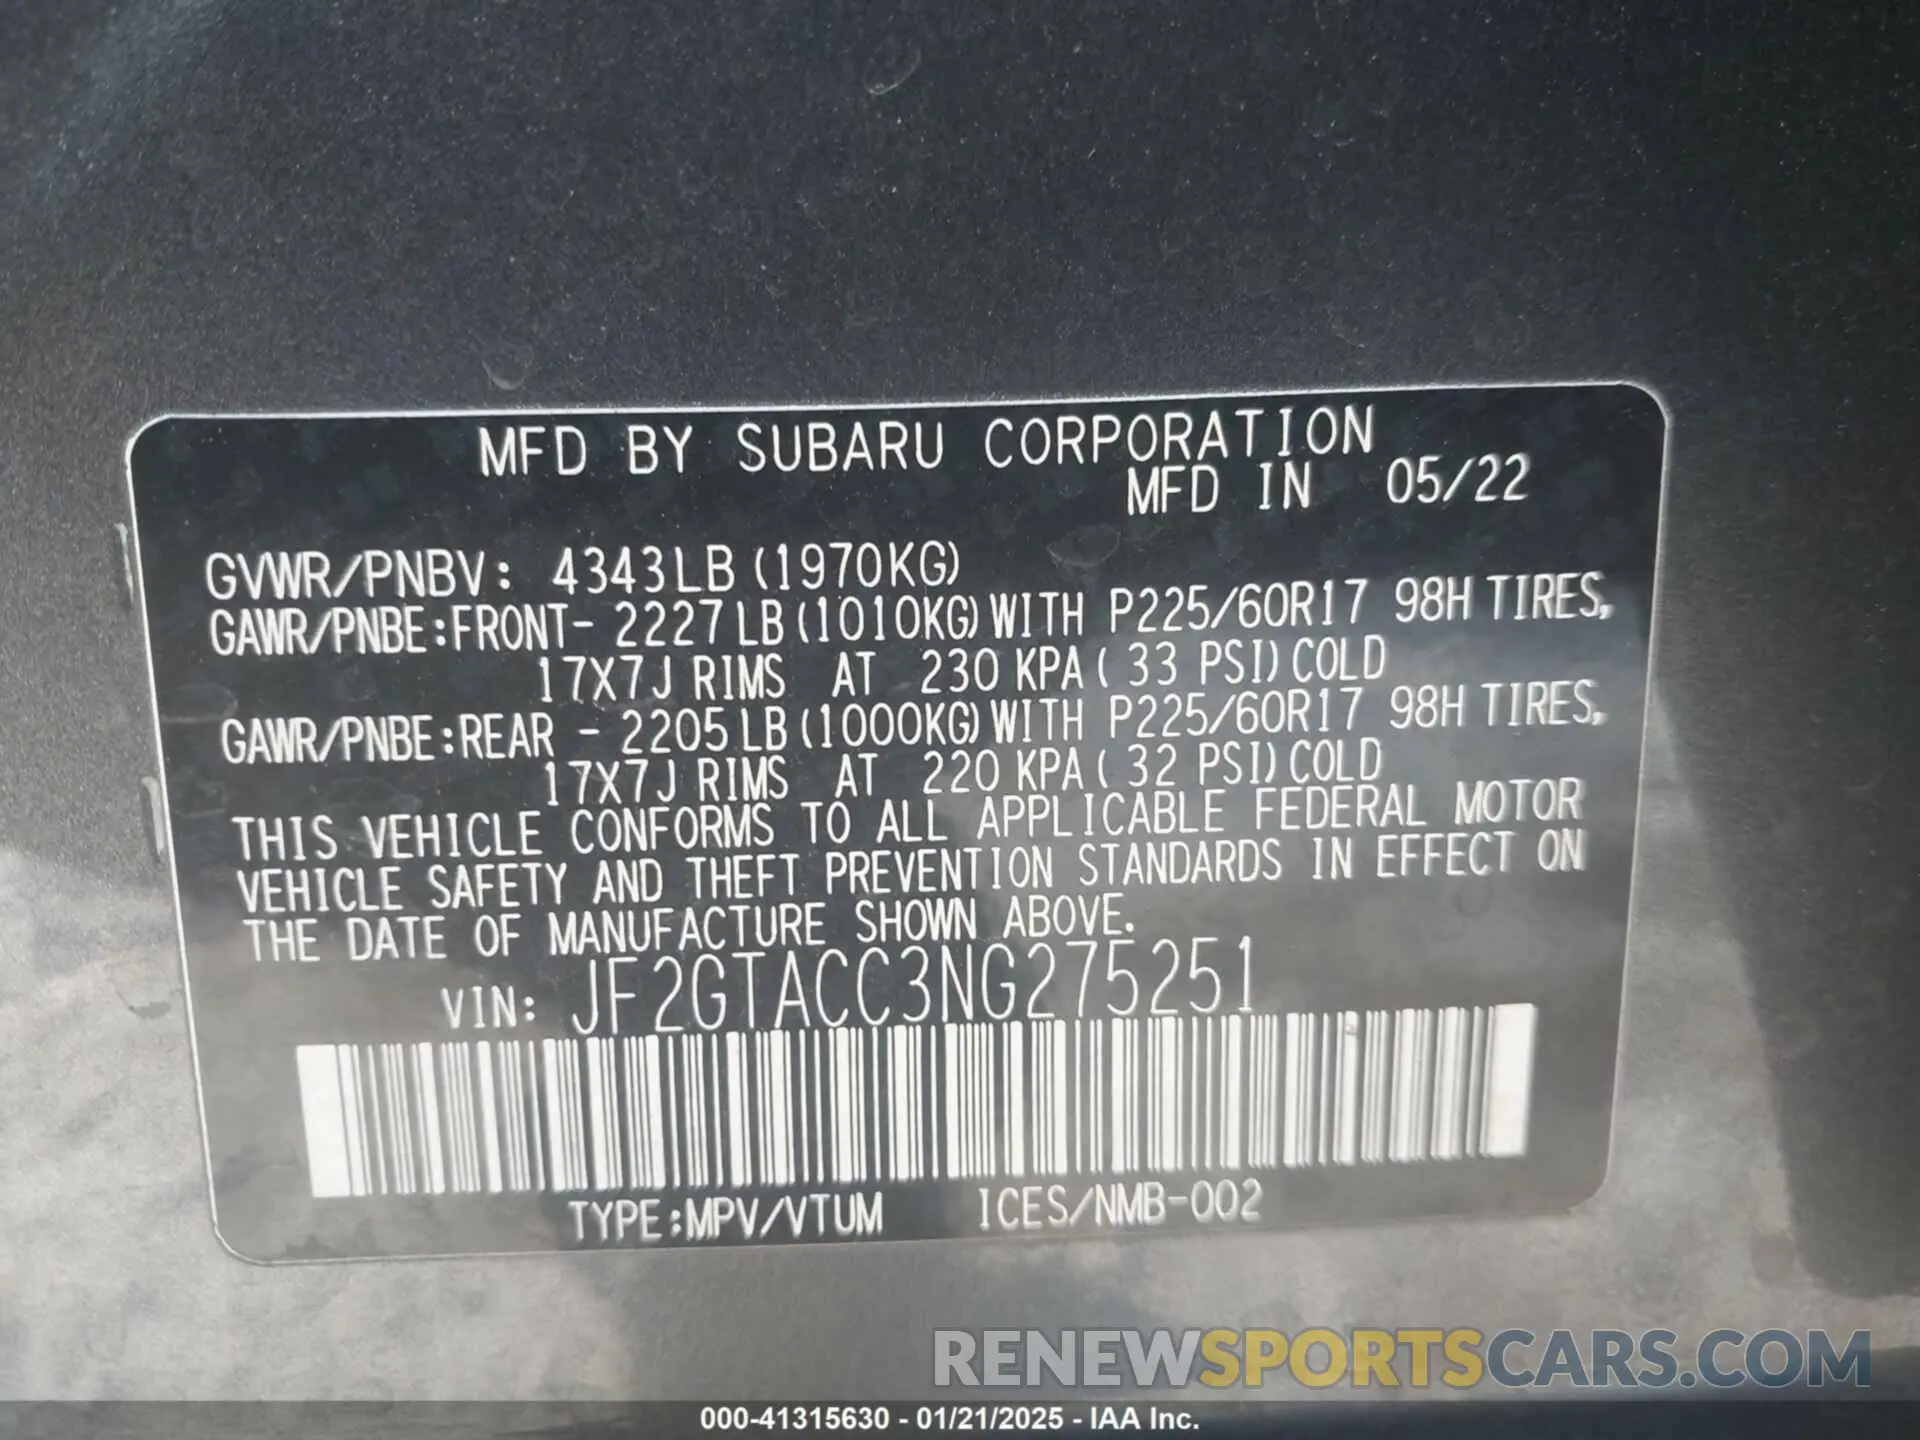 MFD BY SUBARU CORPORATION
MFD IN 05/22
GVWR/PNBV: 4343LB (1970KG)
GAWR/PNBE:FRONT- 2227LB(1010KG)WITH P225/60R17 98H TIRES,
17X7J RIMS AT 230 KPA( 33 PSI)COLD
GAWR/PNBE:REAR - 2205LB(1000KG)WITH P225/60R17 98H TIRES,
17X7J RIMS AT 220 KPA( 32 PSI)COLD
THIS VEHICLE CONFORMS TO ALL APPLICABLE FEDERAL MOTOR
VEHICLE SAFETY AND THEFT PREVENTION STANDARDS IN EFFECT ON
THE DATE OF MANUFACTURE SHOWN ABOVE.
VIN: JF2GTACC3NG275251
TYPE:MPV/VTUM ICES/NMB-002
RENEWSPORTSCARS.COM
000-41315630 - 01/21/2025 - IAA Inc.